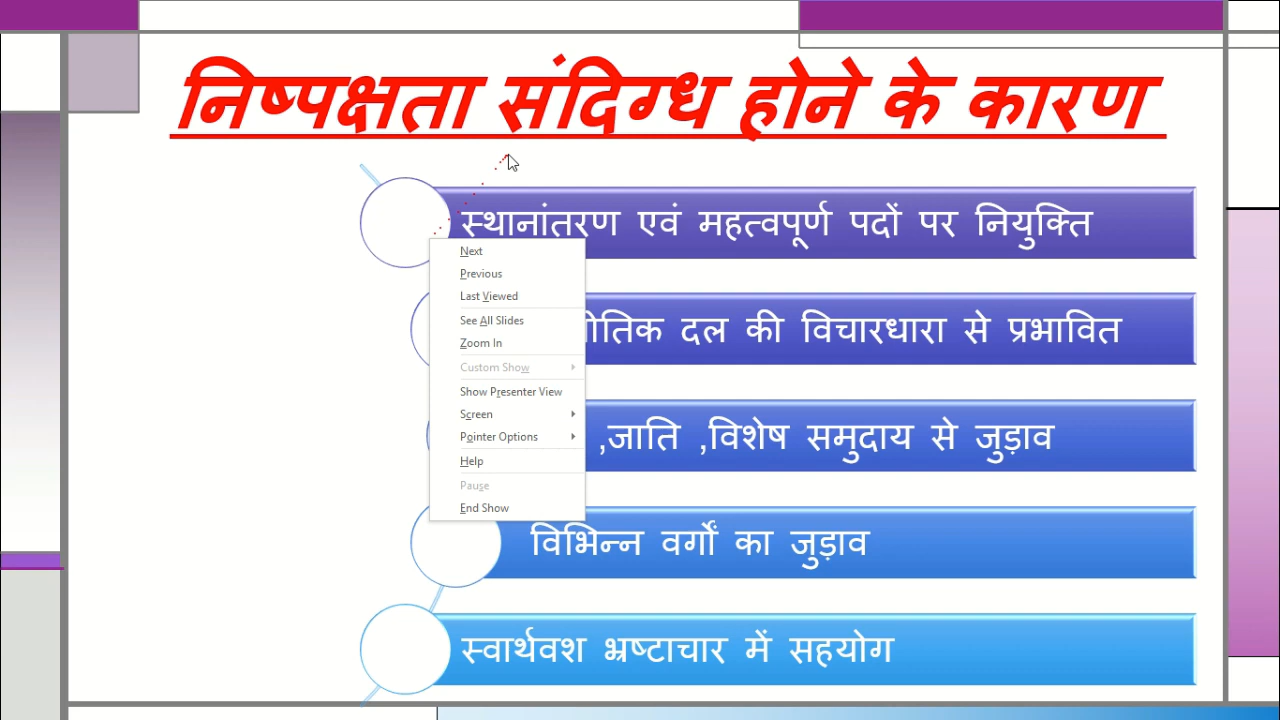 निष्पक्षता संदिग्ध होने के कारण
स्थानांतरण एवं महत्वपूर्ण पदों पर नियुक्ति
Next
Previous
Last Viewed
See All Slides
Zoom In
Custom Show
Show Presenter View
Screen
Pointer Options
Help
Pause
End Show
दल की विचारधारा से प्रभावित
,जाति ,विशेष समुदाय से जुड़ाव
विभिन्न वर्गों का जुड़ाव
स्वार्थवश भ्रष्टाचार में सहयोग